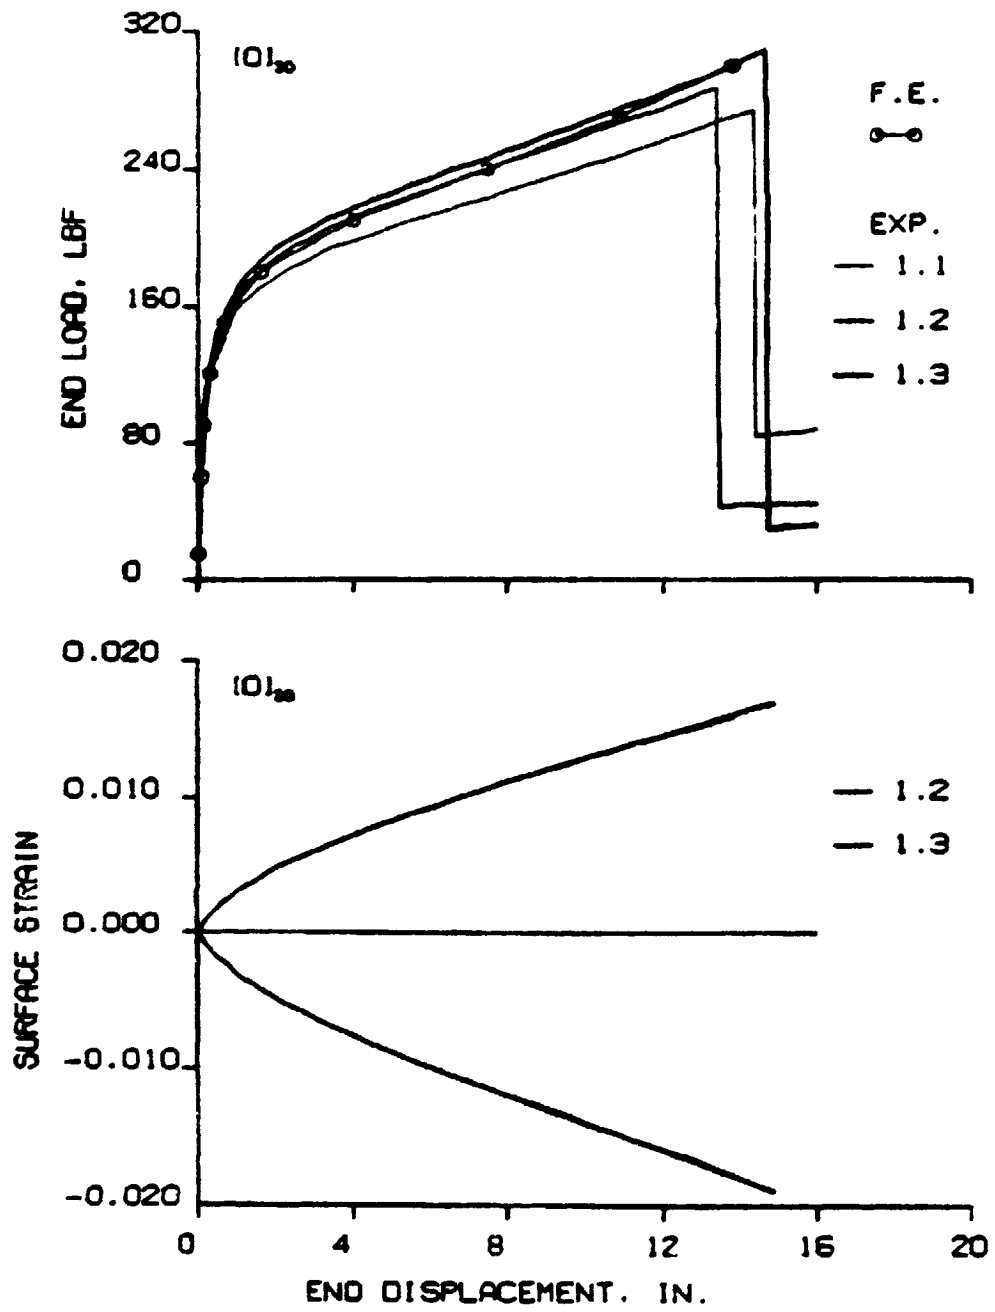 320
[0]₃₀
F.E.
240
EXP.
1.1
160
1.2
1.3
80
0
END LOAD, LBF
0.020
[0]₃₀
0.010
1.2
1.3
0.000
-0.010
-0.020
SURFACE STRAIN
0 4 8 12 16 20
END DISPLACEMENT. IN.